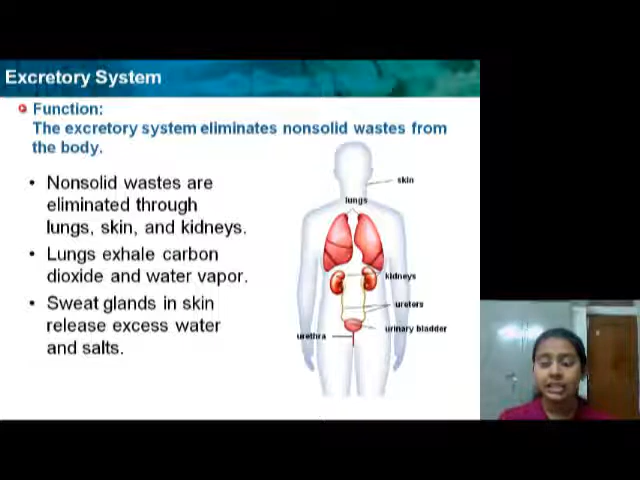 Excretory System
Function:
The excretory system eliminates nonsolid wastes from
the body.
• Nonsolid wastes are
eliminated through
lungs, skin, and kidneys.
• Lungs exhale carbon
dioxide and water vapor.
• Sweat glands in skin
release excess water
and salts.
skin
lungs
kidneys
ureters
urinary bladder
urethra